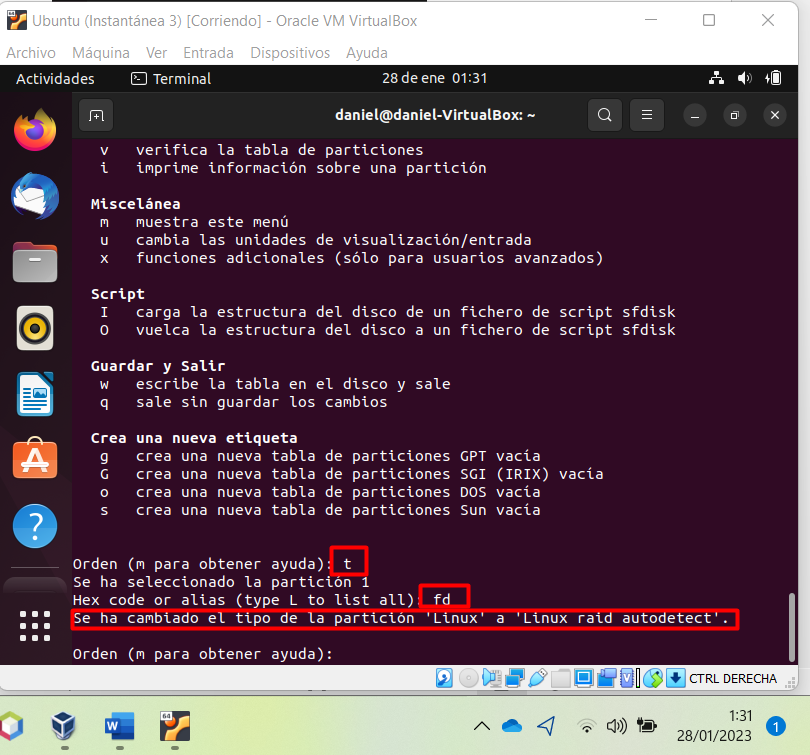 Ubuntu (Instantánea 3) [Corriendo] - Oracle VM VirtualBox
Archivo Máquina Ver Entrada Dispositivos Ayuda
Actividades Terminal 28 de ene 01:31
daniel@daniel-VirtualBox: ~
v verifica la tabla de particiones
i imprime información sobre una partición
Miscelánea
m muestra este menú
u cambia las unidades de visualización/entrada
x funciones adicionales (sólo para usuarios avanzados)
Script
I carga la estructura del disco de un fichero de script sfdisk
O vuelca la estructura del disco a un fichero de script sfdisk
Guardar y Salir
w escribe la tabla en el disco y sale
q sale sin guardar los cambios
Crea una nueva etiqueta
g crea una nueva tabla de particiones GPT vacía
G crea una nueva tabla de particiones SGI (IRIX) vacía
o crea una nueva tabla de particiones DOS vacía
s crea una nueva tabla de particiones Sun vacía
Orden (m para obtener ayuda): t
Se ha seleccionado la partición 1
Hex code or alias (type L to list all): fd
Se ha cambiado el tipo de la partición 'Linux' a 'Linux raid autodetect'.
Orden (m para obtener ayuda):
CTRL DERECHA
1:31
28/01/2023
1